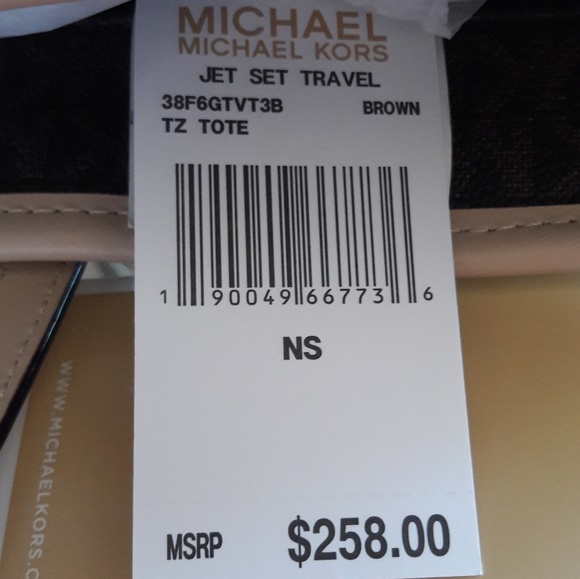 MICHAEL
MICHAEL KORS
JET SET TRAVEL
38F6GTVT3B BROWN
TZ TOTE
1 90049 66773 6
NS
MSRP $258.00
WWW.MICHAELKORS.C